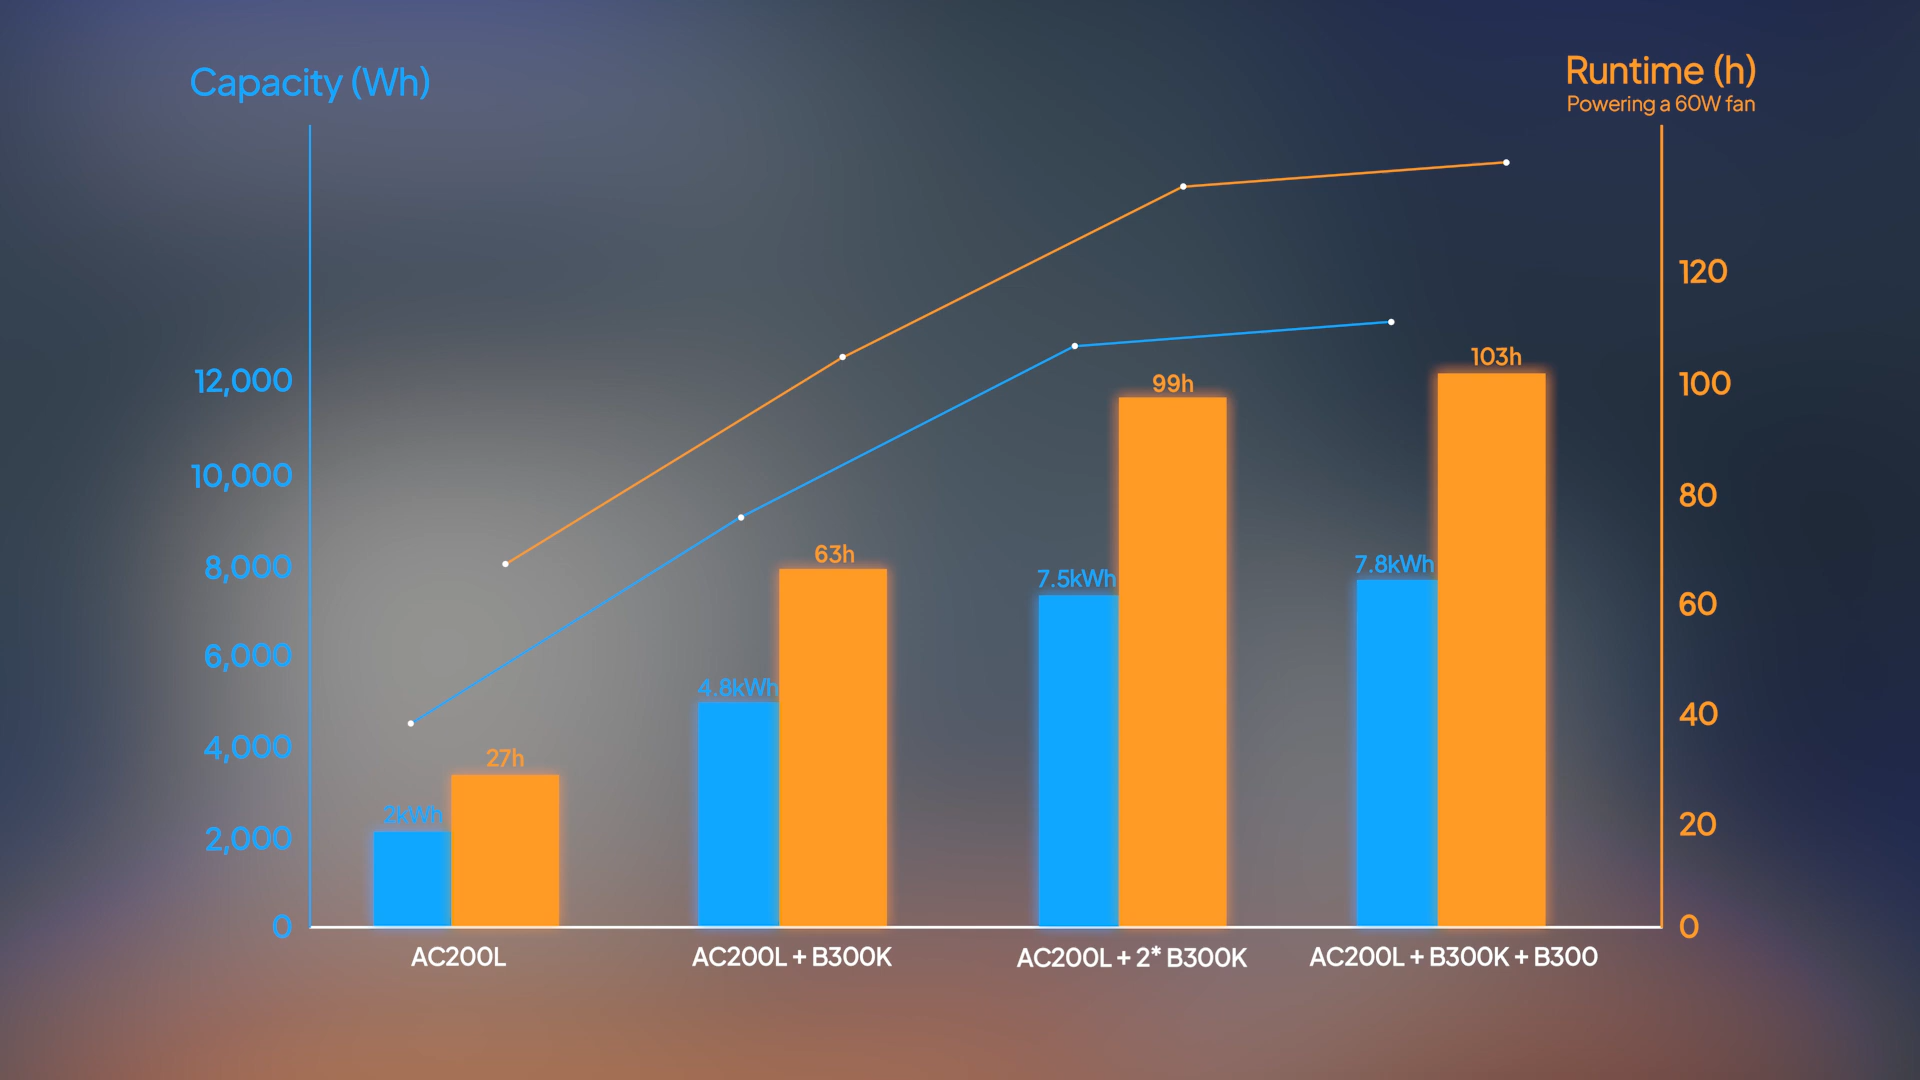 Capacity (Wh)
Runtime (h)
Powering a 60W fan
12,000
10,000
8,000
6,000
4,000
2,000
0
120
100
80
60
40
20
0
2kWh
27h
4.8kWh
63h
7.5kWh
99h
7.8kWh
103h
AC200L
AC200L + B300K
AC200L + 2* B300K
AC200L + B300K + B300